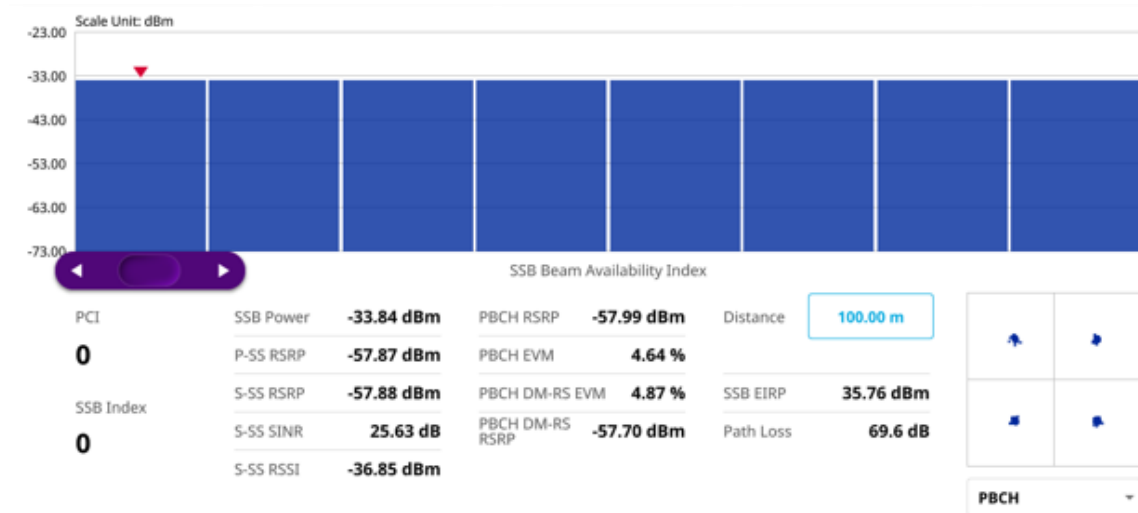 Scale Unit: dBm
-23.00
-33.00
-43.00
-53.00
-63.00
-73.00
SSB Beam Availability Index
PCI
0
SSB Index
0
SSB Power -33.84 dBm
P-SS RSRP -57.87 dBm
S-SS RSRP -57.88 dBm
S-SS SINR 25.63 dB
S-SS RSSI -36.85 dBm
PBCH RSRP -57.99 dBm
PBCH EVM 4.64 %
PBCH DM-RS EVM 4.87 %
PBCH DM-RS
RSRP -57.70 dBm
Distance 100.00 m
SSB EIRP 35.76 dBm
Path Loss 69.6 dB
PBCH